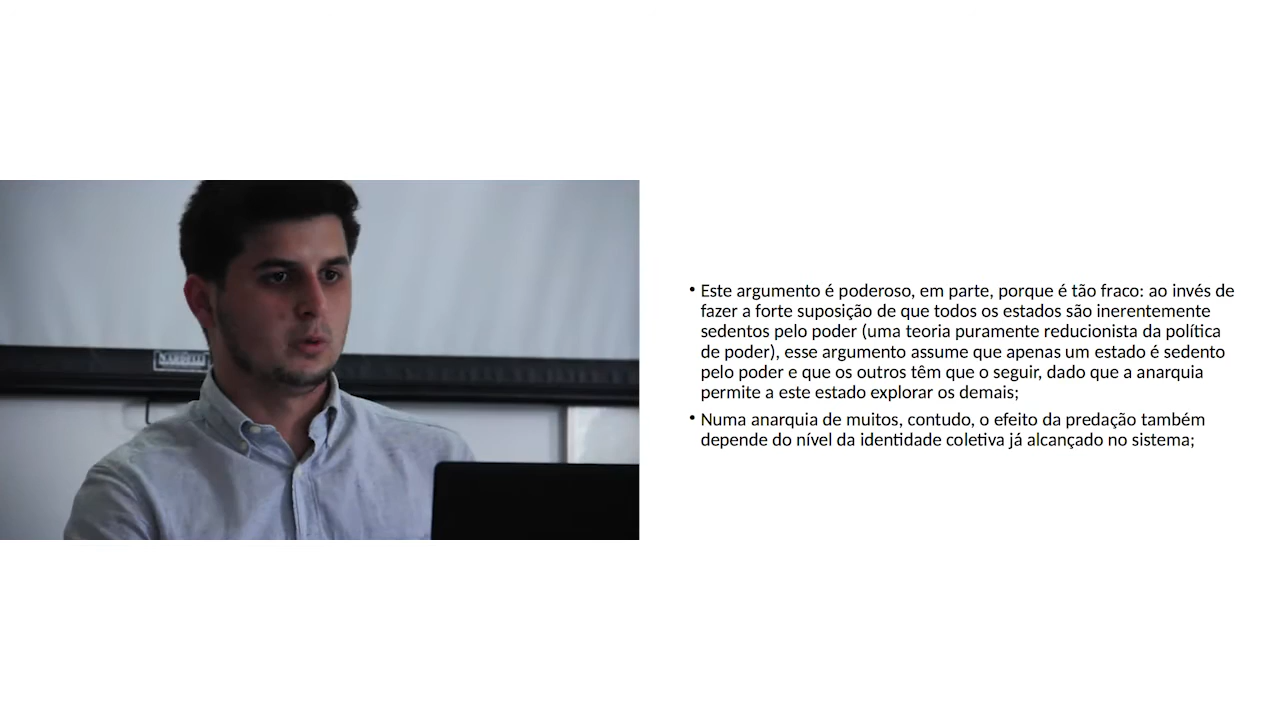 • Este argumento é poderoso, em parte, porque é tão fraco: ao invés de
fazer a forte suposição de que todos os estados são inerentemente
sedentos pelo poder (uma teoria puramente reducionista da política
de poder), esse argumento assume que apenas um estado é sedento
pelo poder e que os outros têm que o seguir, dado que a anarquia
permite a este estado explorar os demais;
• Numa anarquia de muitos, contudo, o efeito da predação também
depende do nível da identidade coletiva já alcançado no sistema;